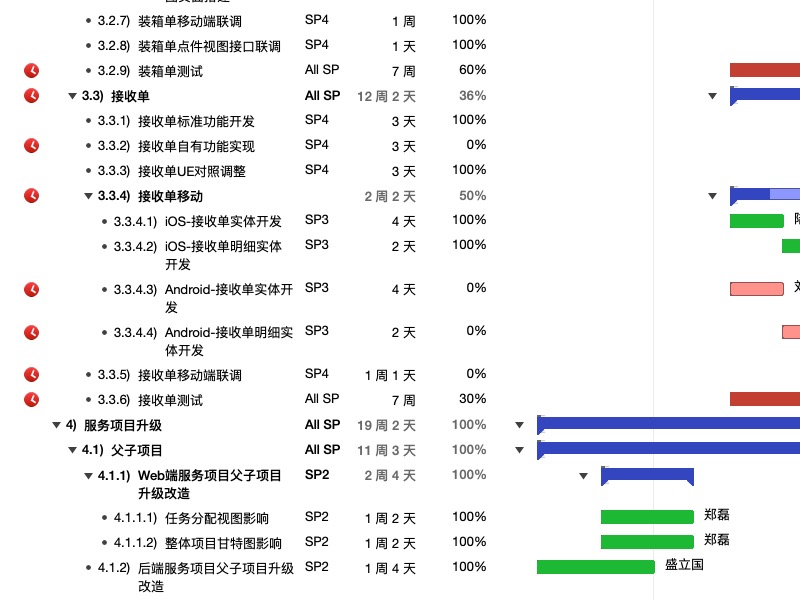 3.2.7) 装箱单移动端联调 SP4 1 周 100%
3.2.8) 装箱单点件视图接口联调 SP4 1 天 100%
3.2.9) 装箱单测试 All SP 7 周 60%
3.3) 接收单 All SP 12 周 2 天 36%
3.3.1) 接收单标准功能开发 SP4 3 天 100%
3.3.2) 接收单自有功能实现 SP4 3 天 0%
3.3.3) 接收单UE对照调整 SP4 3 天 100%
3.3.4) 接收单移动 2 周 2 天 50%
3.3.4.1) iOS-接收单实体开发 SP3 4 天 100%
3.3.4.2) iOS-接收单明细实体 SP3 2 天 100%
开发
3.3.4.3) Android-接收单实体开 SP3 4 天 0%
发
3.3.4.4) Android-接收单明细实 SP3 2 天 0%
体开发
3.3.5) 接收单移动端联调 SP4 1 周 1 天 0%
3.3.6) 接收单测试 All SP 7 周 30%
4) 服务项目升级 All SP 19 周 2 天 100%
4.1) 父子项目 All SP 11 周 3 天 100%
4.1.1) Web端服务项目父子项目 SP2 2 周 4 天 100%
升级改造
4.1.1.1) 任务分配视图影响 SP2 1 周 2 天 100% 郑磊
4.1.1.2) 整体项目甘特图影响 SP2 1 周 2 天 100% 郑磊
4.1.2) 后端服务项目父子项目升级 SP2 1 周 4 天 100% 盛立国
改造